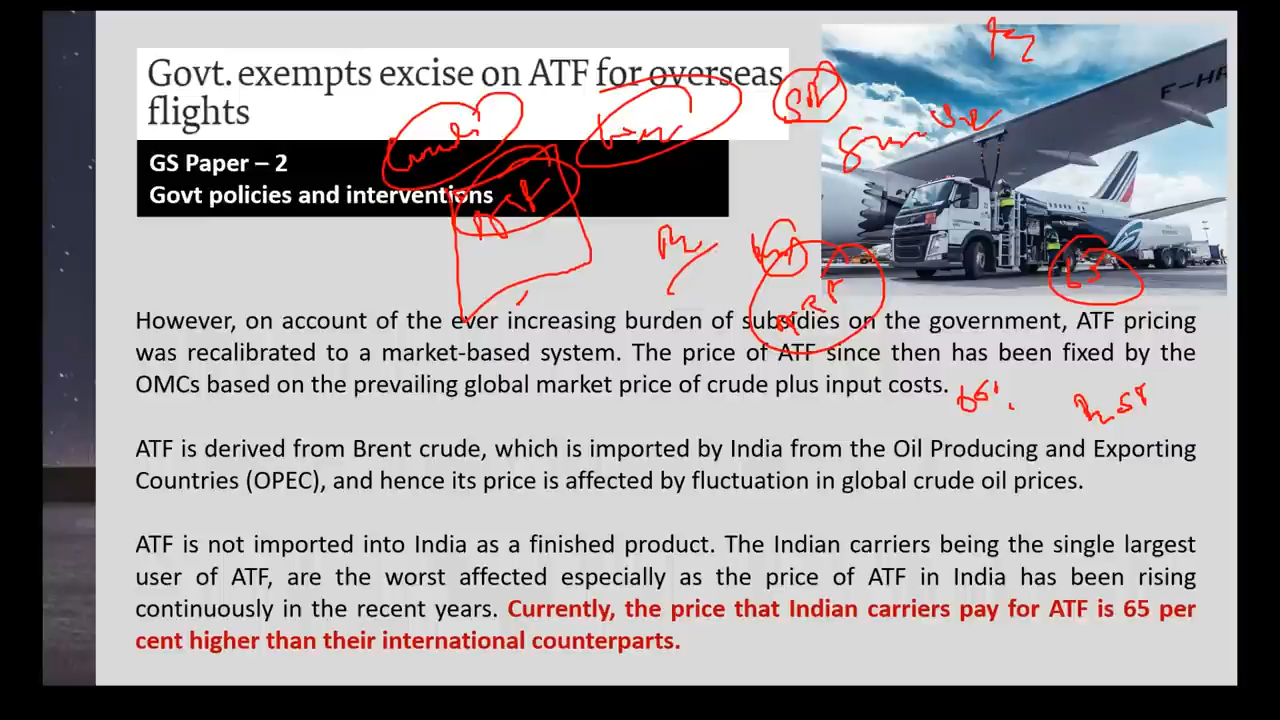 Govt. exempts excise on ATF for overseas
flights
GS Paper – 2
Govt policies and interventions
F-HR
65
However, on account of the ever increasing burden of subsidies on the government, ATF pricing
was recalibrated to a market-based system. The price of ATF since then has been fixed by the
OMCs based on the prevailing global market price of crude plus input costs.
ATF is derived from Brent crude, which is imported by India from the Oil Producing and Exporting
Countries (OPEC), and hence its price is affected by fluctuation in global crude oil prices.
ATF is not imported into India as a finished product. The Indian carriers being the single largest
user of ATF, are the worst affected especially as the price of ATF in India has been rising
continuously in the recent years. Currently, the price that Indian carriers pay for ATF is 65 per
cent higher than their international counterparts.